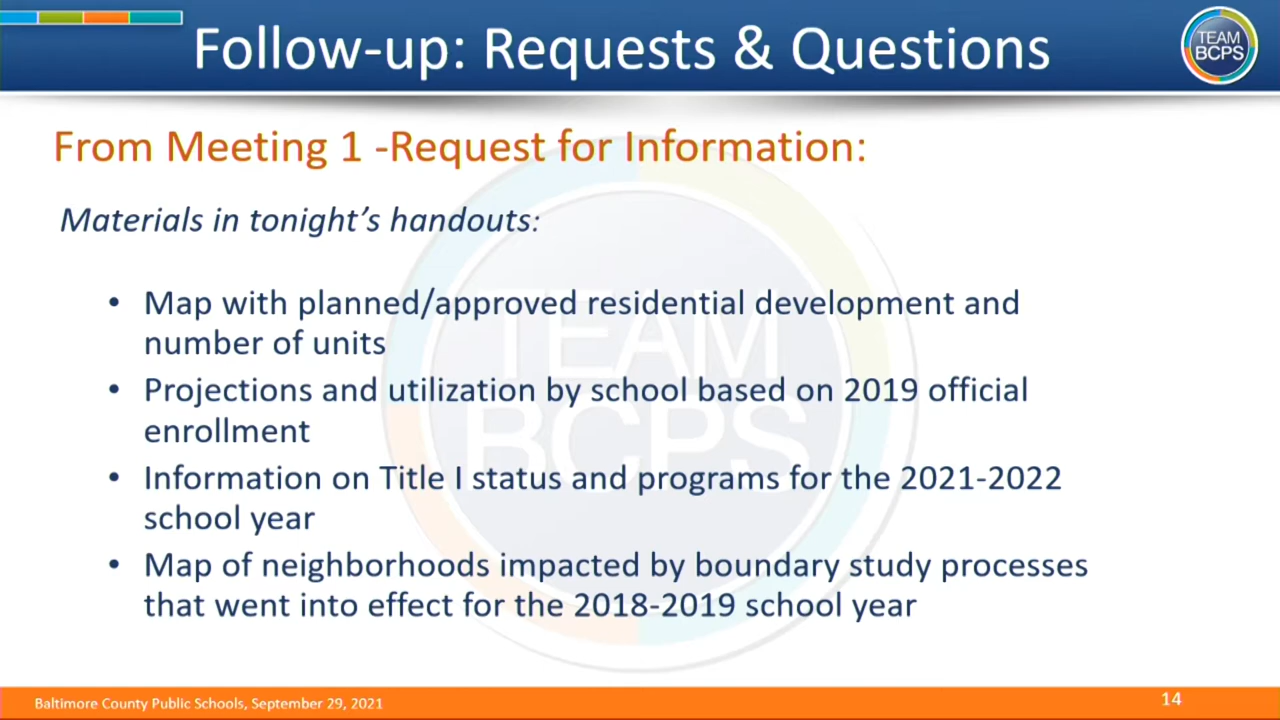 Follow-up: Requests & Questions
TEAM
BCPS
From Meeting 1 -Request for Information:
Materials in tonight’s handouts:
• Map with planned/approved residential development and
number of units
• Projections and utilization by school based on 2019 official
enrollment
• Information on Title I status and programs for the 2021-2022
school year
• Map of neighborhoods impacted by boundary study processes
that went into effect for the 2018-2019 school year
TEAM
BCPS
Baltimore County Public Schools, September 29, 2021
14